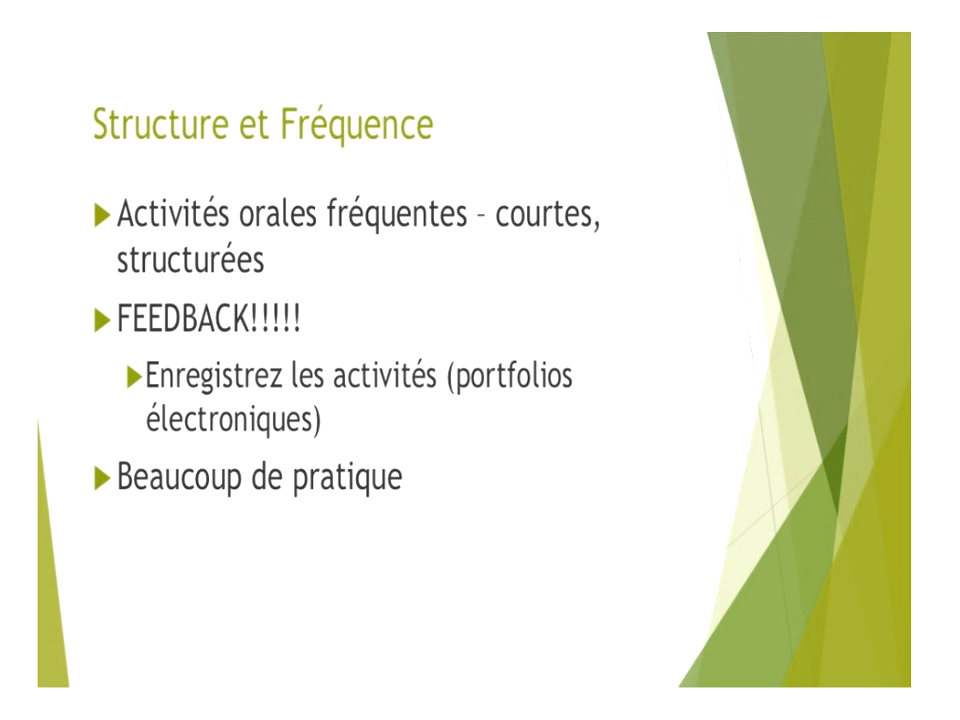 Structure et Fréquence
Activités orales fréquentes – courtes,
structurées
FEEDBACK!!!!!
Enregistrez les activités (portfolios
électroniques)
Beaucoup de pratique